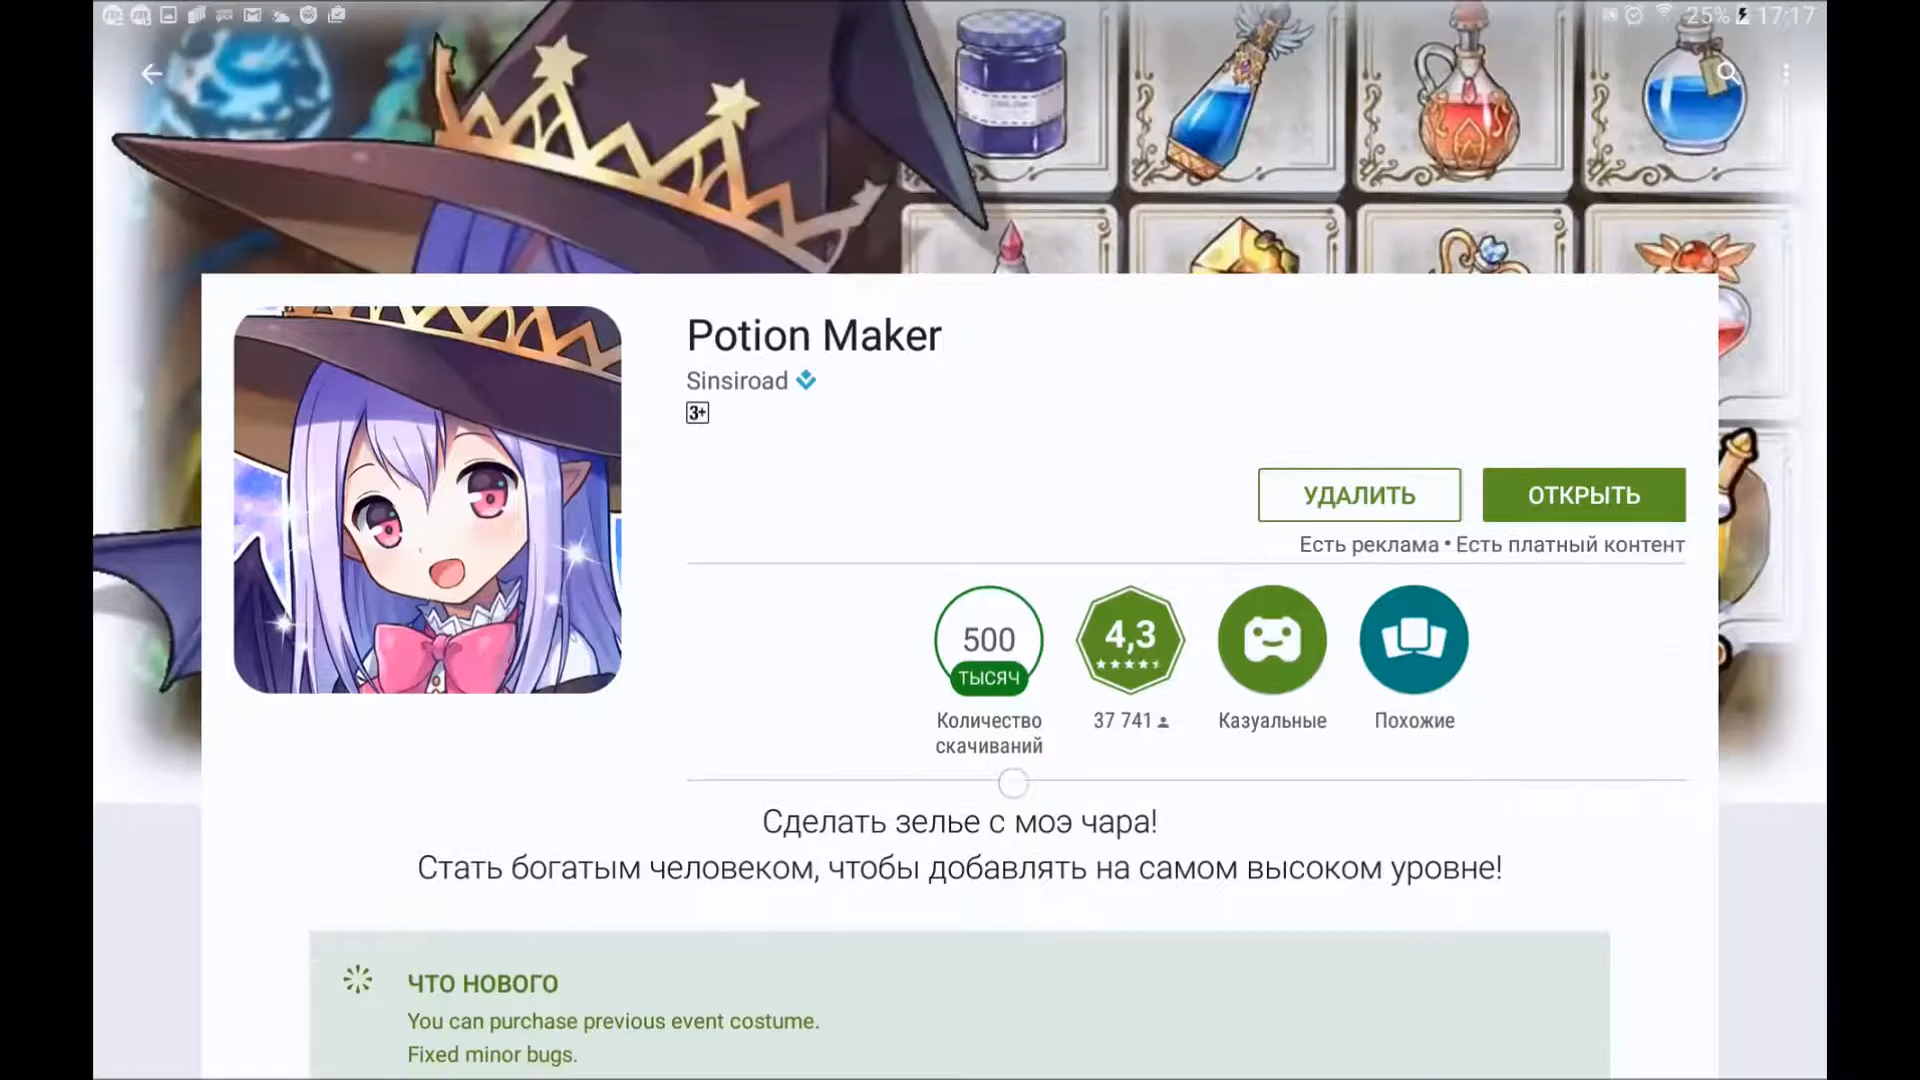 25% 17:17
Potion Maker
Sinsiroad
3+
УДАЛИТЬ
ОТКРЫТЬ
Есть реклама • Есть платный контент
500
ТЫСЯЧ
4,3
Количество
скачиваний
37 741
Казуальные
Похожие
Сделать зелье с моэ чара!
Стать богатым человеком, чтобы добавлять на самом высоком уровне!
ЧТО НОВОГО
You can purchase previous event costume.
Fixed minor bugs.